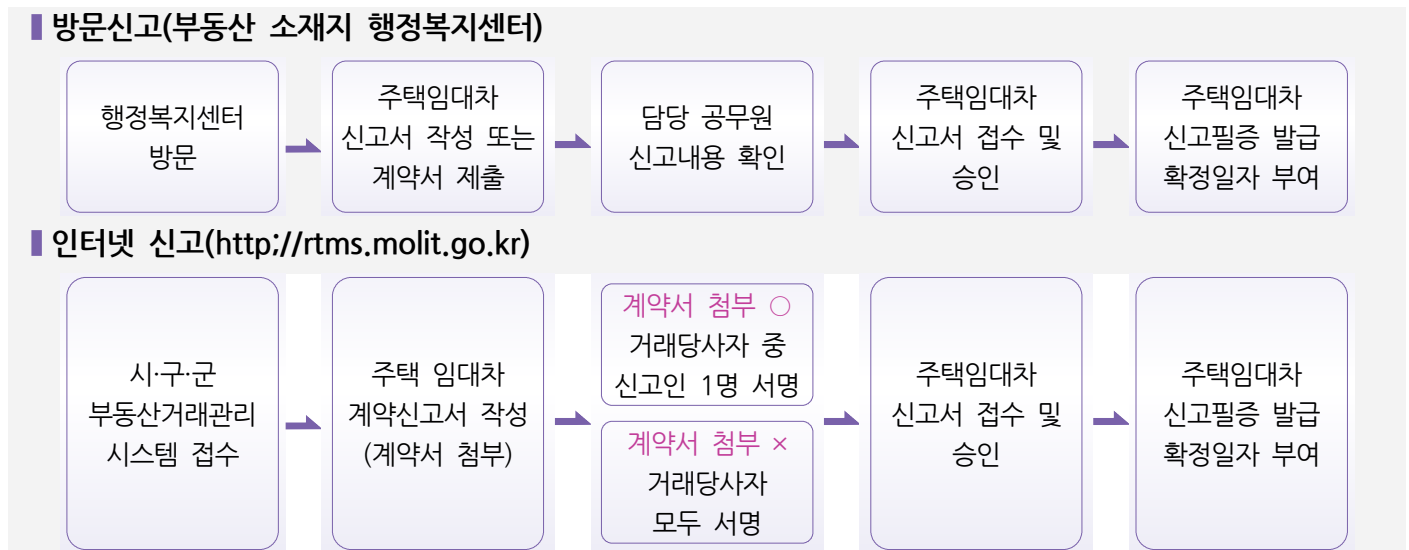 방문신고(부동산 소재지 행정복지센터)
행정복지센터
방문
주택임대차
신고서 작성 또는
계약서 제출
담당 공무원
신고내용 확인
주택임대차
신고서 접수 및
승인
주택임대차
신고필증 발급
확정일자 부여
인터넷 신고(http;//rtms.molit.go.kr)
시·구·군
부동산거래관리
시스템 접수
주택 임대차
계약신고서 작성
(계약서 첨부)
계약서 첨부 ○
거래당사자 중
신고인 1명 서명
계약서 첨부 ×
거래당사자
모두 서명
주택임대차
신고서 접수 및
승인
주택임대차
신고필증 발급
확정일자 부여